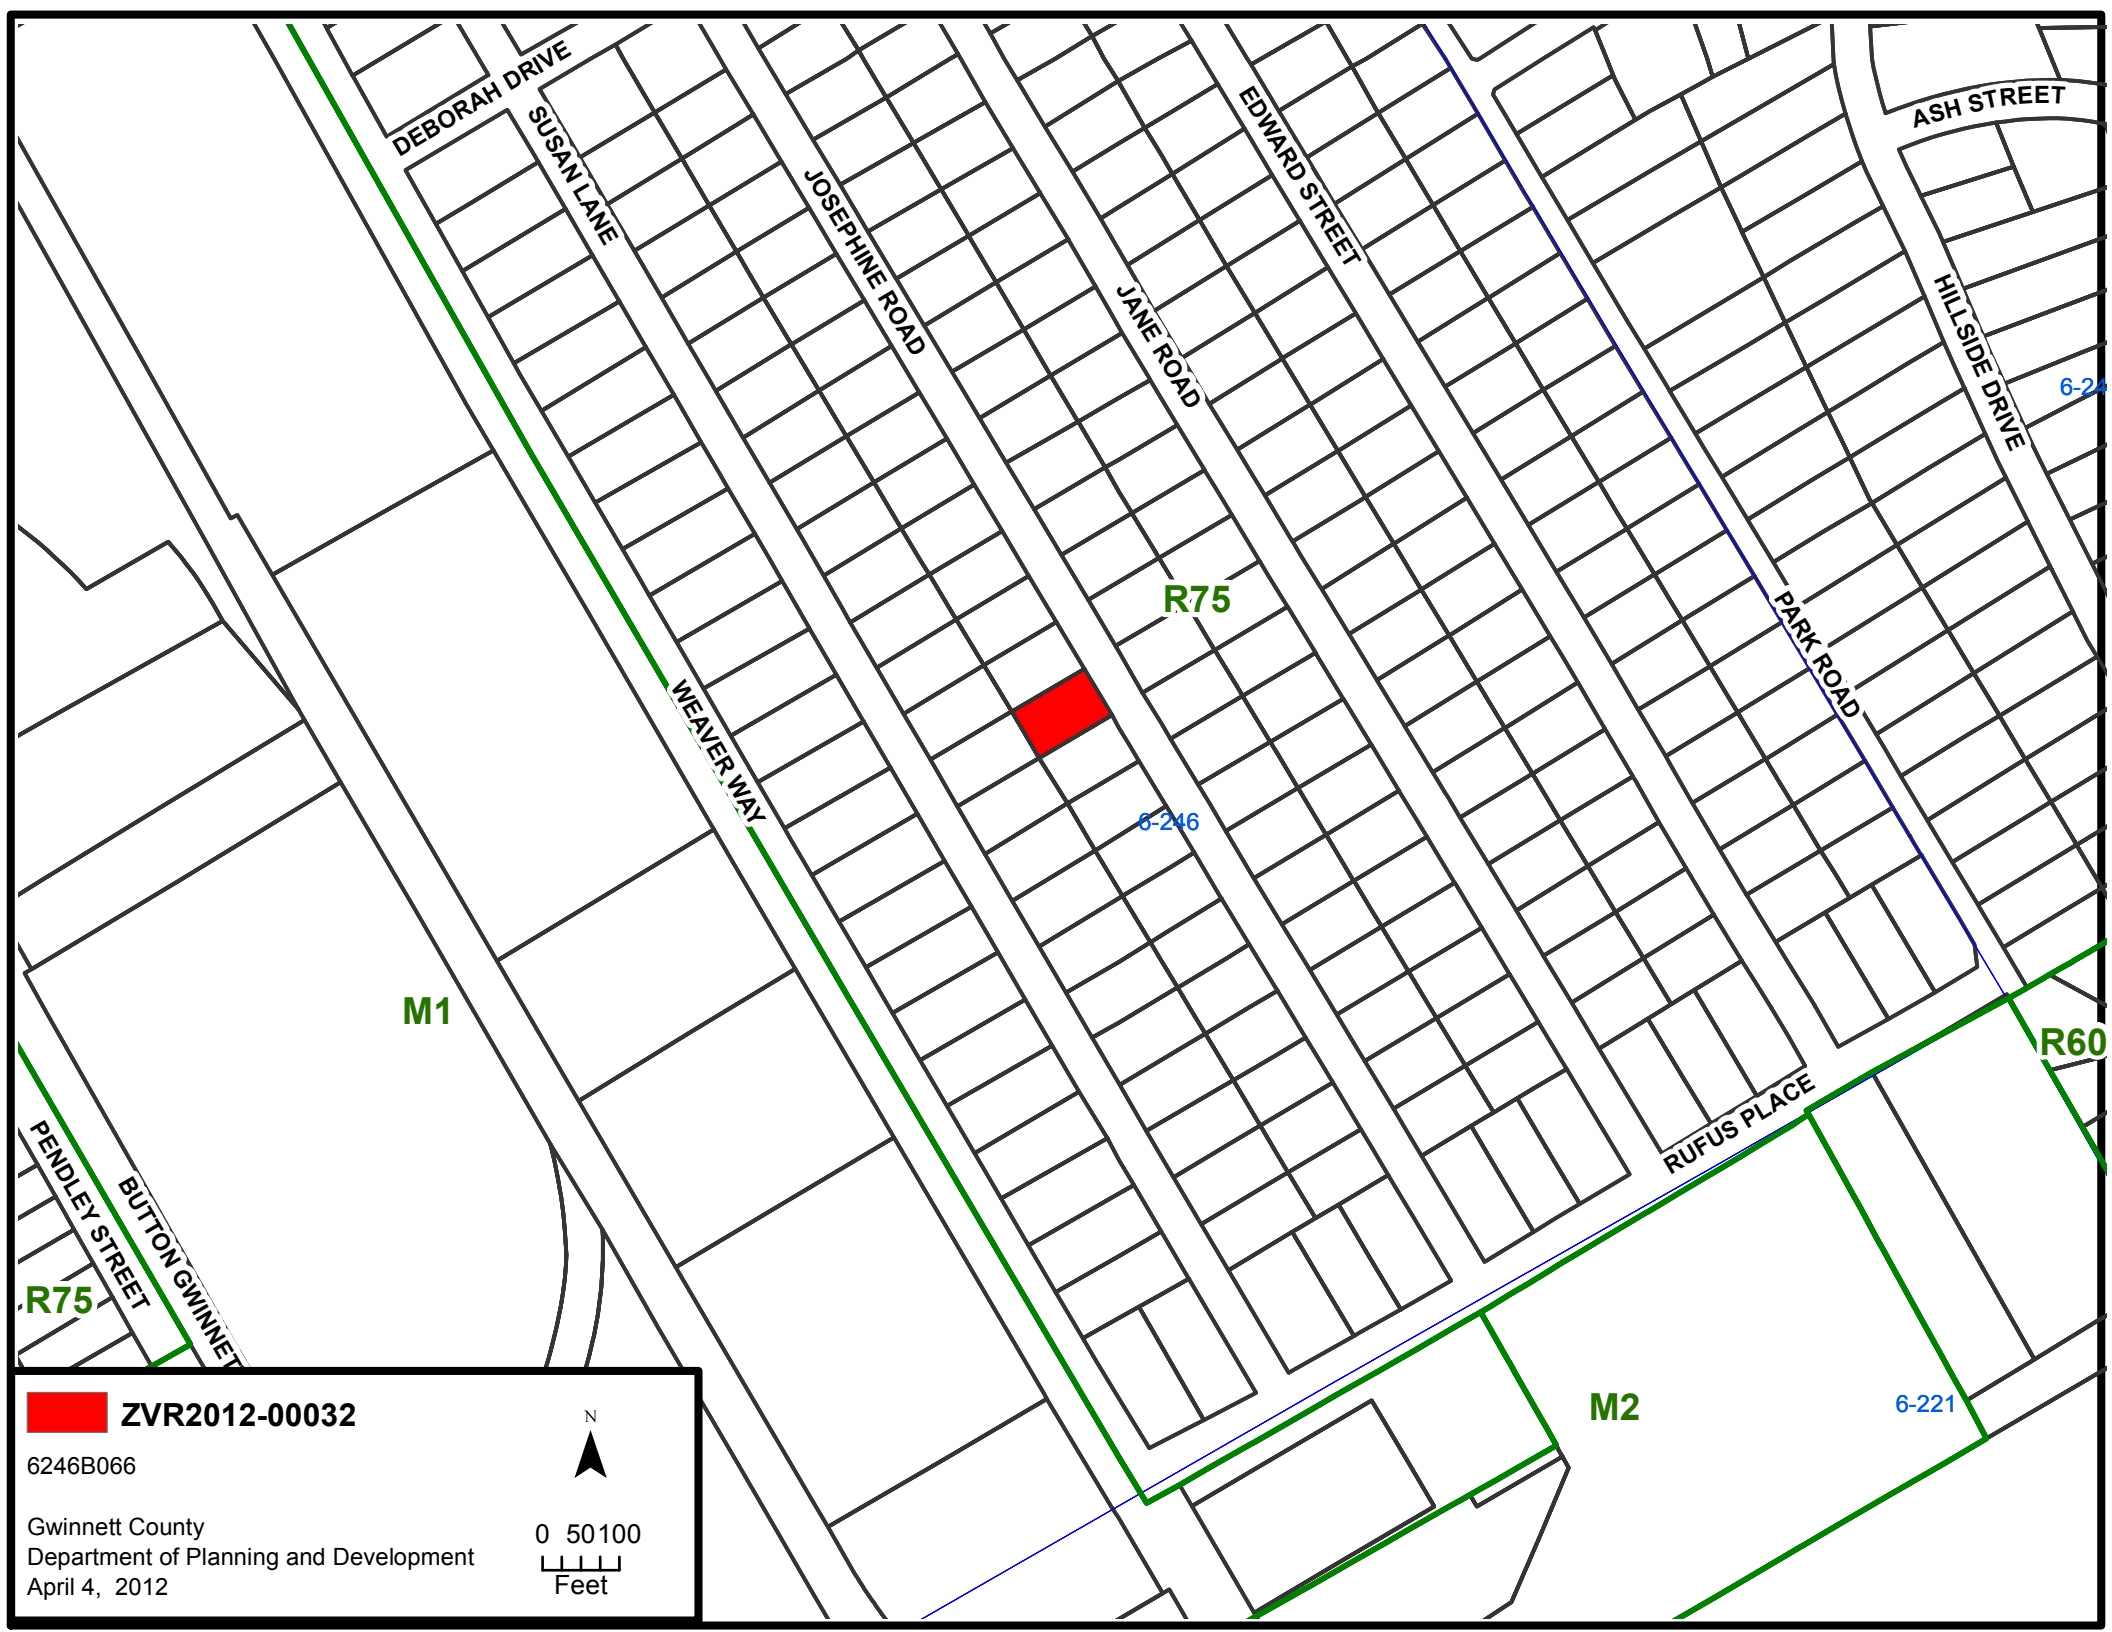 DEBORAH DRIVE
SUSAN LANE
JOSEPHINE ROAD
EDWARD STREET
JANE ROAD
ASH STREET
HILLSIDE DRIVE
6-24
R75
PARK ROAD
WEAVER WAY
6-246
M1
R60
RUFUS PLACE
PENDLEY STREET
BUTTON GWINNET
R75
M2
6-221
ZVR2012-00032
6246B066
N
Gwinnett County
Department of Planning and Development
April 4, 2012
0 50100
Feet